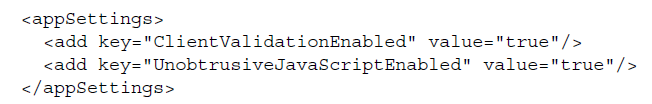 <appSettings>
<add key="ClientValidationEnabled" value="true"/>
<add key="UnobtrusiveJavaScriptEnabled" value="true"/>
</appSettings>